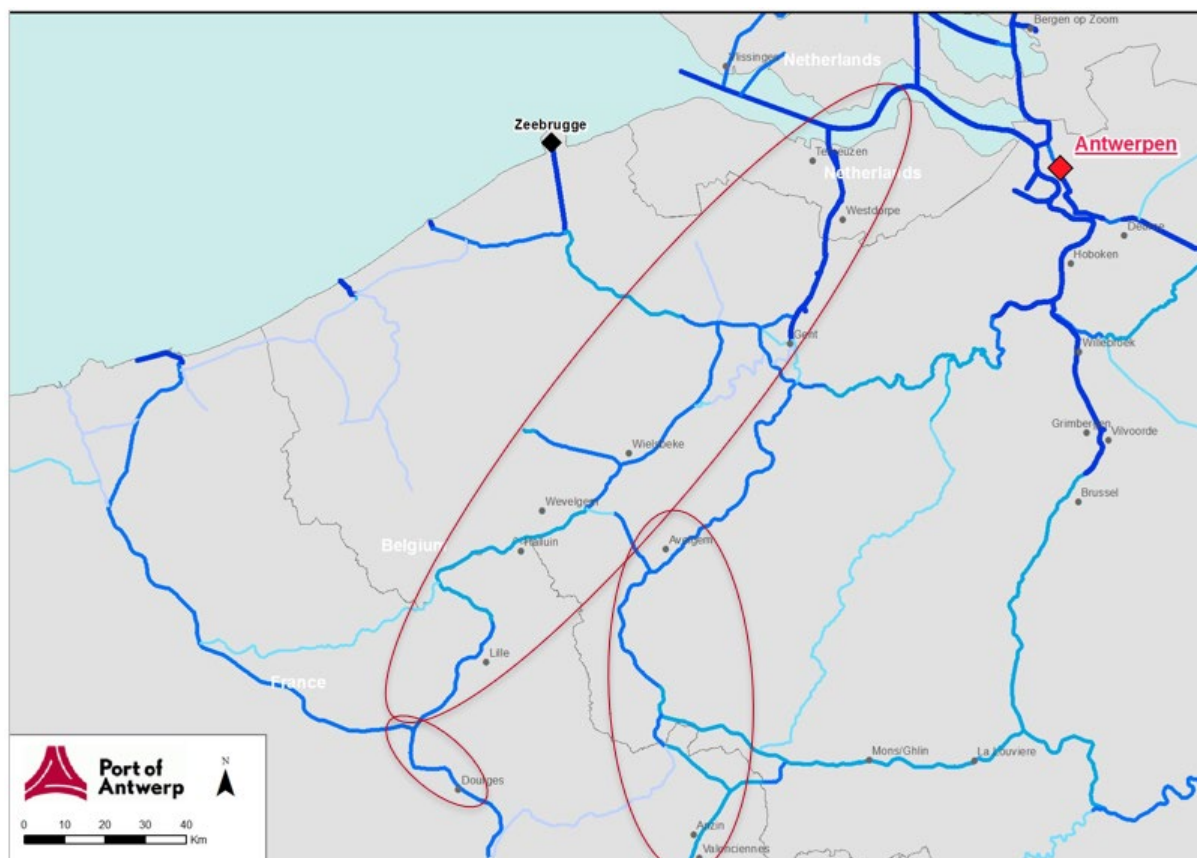 Bergen op Zoom
Vlissingen
Netherlands
Zeebrugge
Antwerpen
Terneuzen
Netherlands
Westdorpe
Deurne
Hoboken
Gent
Willebroek
Grimbergen
Vilvoorde
Wielsbeke
Brussel
Wevelgem
Belgium
Halluin
Avelgem
Lille
France
Mons/Ghlin
La Louviere
Port of
Antwerp
N
Dourges
0 10 20 30 40
Km
Anzin
Valenciennes